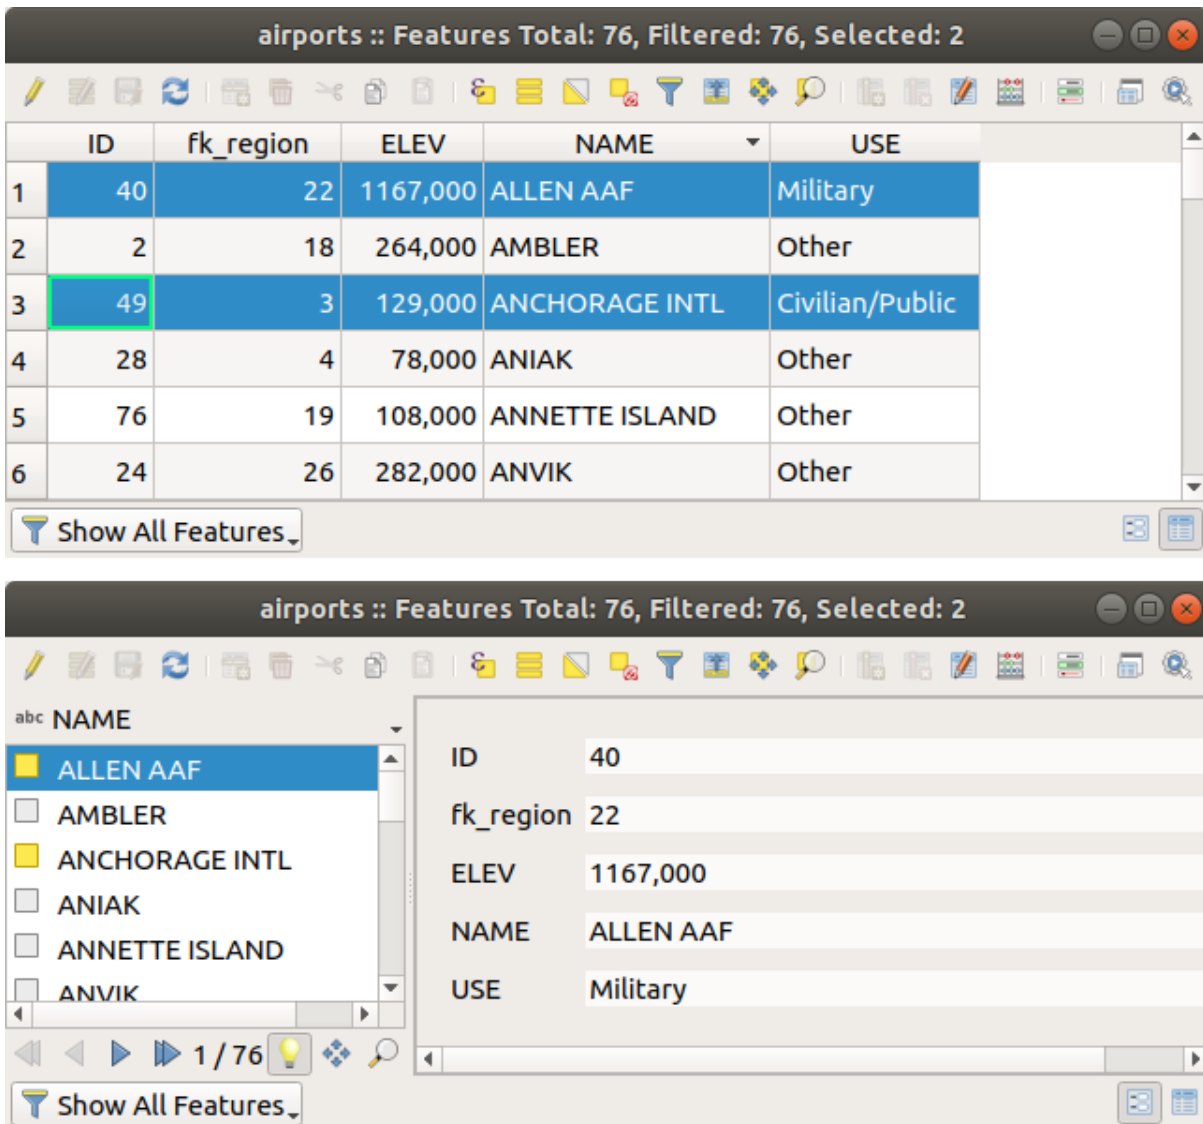 airports :: Features Total: 76, Filtered: 76, Selected: 2
ID fk_region ELEV NAME USE
1 40 22 1167,000 ALLEN AAF Military
2 2 18 264,000 AMBLER Other
3 49 3 129,000 ANCHORAGE INTL Civilian/Public
4 28 4 78,000 ANIAK Other
5 76 19 108,000 ANNETTE ISLAND Other
6 24 26 282,000 ANVIK Other
Show All Features
airports :: Features Total: 76, Filtered: 76, Selected: 2
abc NAME
ALLEN AAF
AMBLER
ANCHORAGE INTL
ANIAK
ANNETTE ISLAND
ANVIK
1 / 76
ID 40
fk_region 22
ELEV 1167,000
NAME ALLEN AAF
USE Military
Show All Features